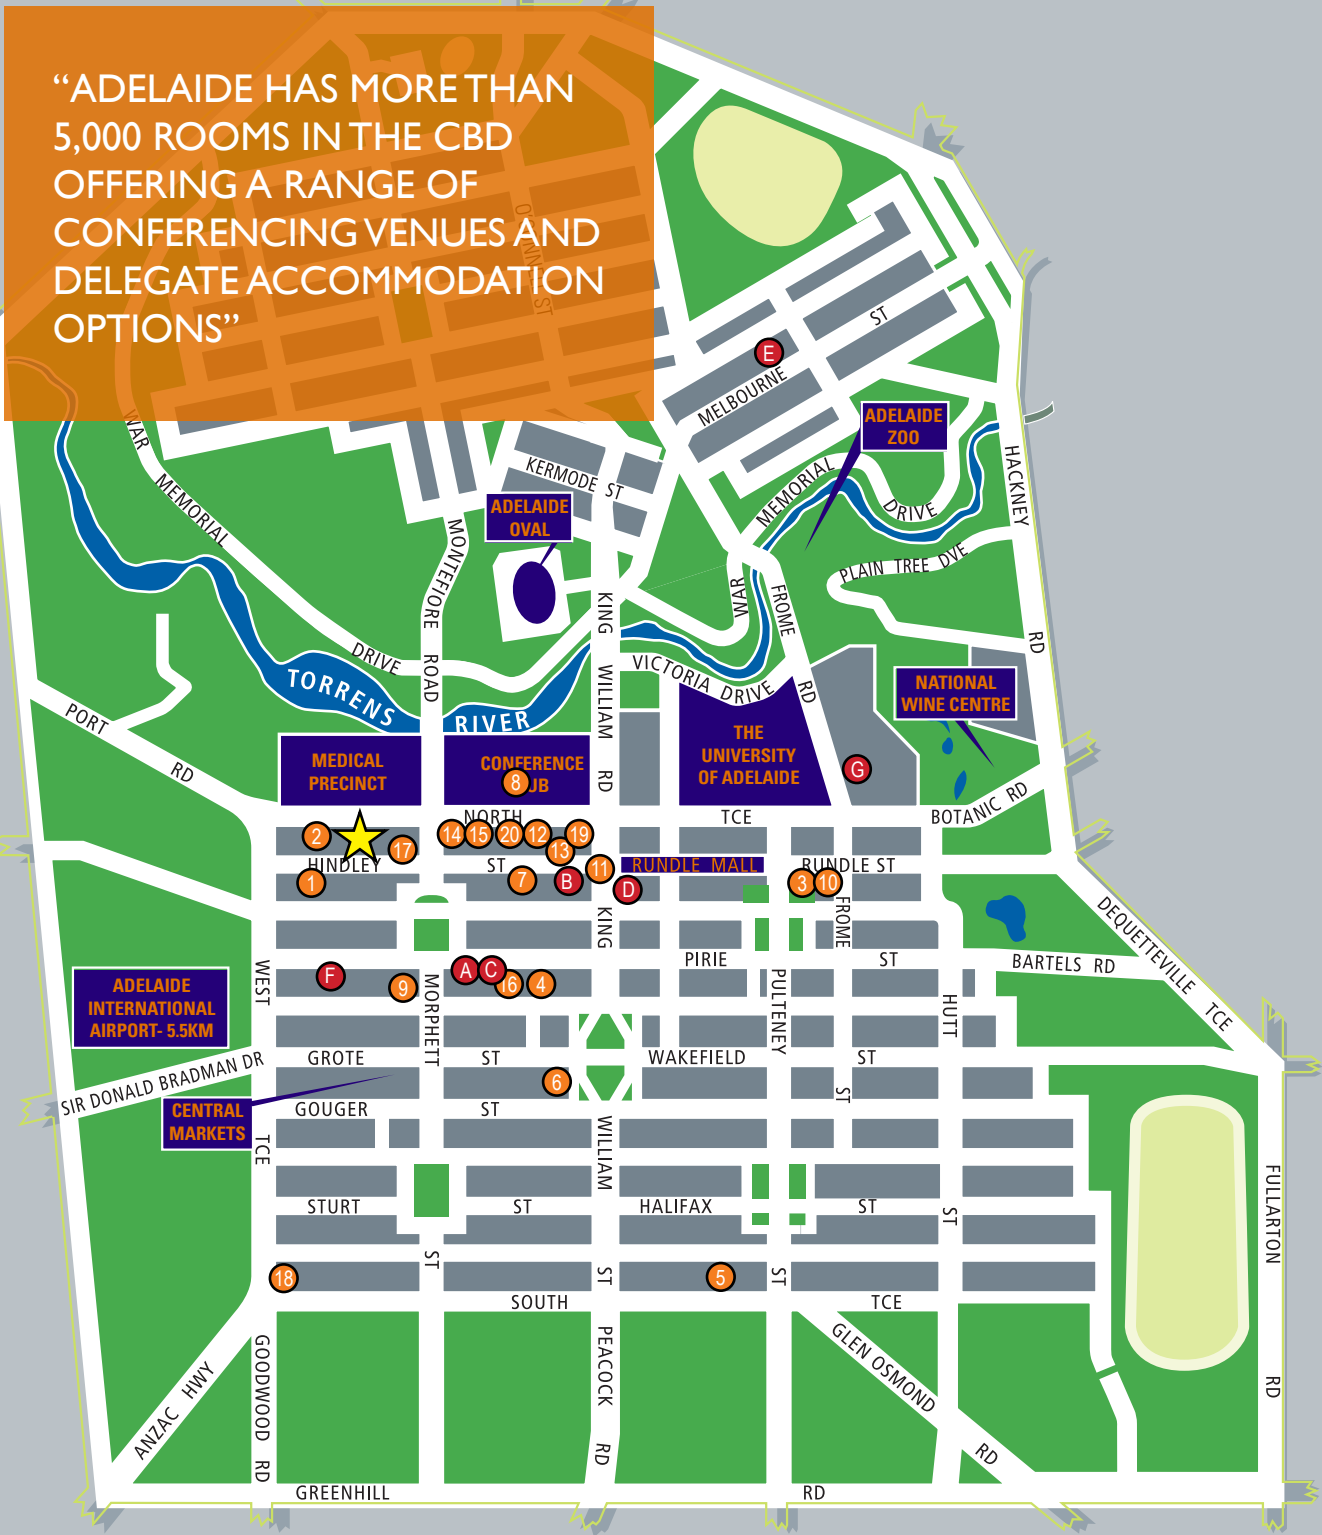 “ADELAIDE HAS MORE THAN
5,000 ROOMS IN THE CBD
OFFERING A RANGE OF
CONFERENCING VENUES AND
DELEGATE ACCOMMODATION
OPTIONS”
O'CONNELL ST
ST
E
MELBOURNE
ADELAIDE
ZOO
WAR
MEMORIAL
DRIVE
KERMODE ST
ADELAIDE
OVAL
MEMORIAL
DRIVE
WAR
HACKNEY
RD
PLAIN TREE DVE
MONTEFIORE
ROAD
KING
WILLIAM
RD
FROME
RD
VICTORIA DRIVE
TORRENS
RIVER
NATIONAL
WINE CENTRE
PORT
RD
MEDICAL
PRECINCT
CONFERENCE
8
THE
UNIVERSITY
OF ADELAIDE
G
NORTH
TCE
BOTANIC RD
2
17
14
15
20
12
19
13
HINDLEY
ST
RUNDLE MALL
RUNDLE ST
1
7
B
11
D
3
10
KING
FROME
DEQUETTEVILLE
TCE
PIRIE
ST
BARTELS RD
WEST
F
9
A
C
16
4
MORPHETT
PULTENEY
HUTT
ADELAIDE
INTERNATIONAL
AIRPORT- 5.5KM
GROTE
ST
WAKEFIELD
ST
SIR DONALD BRADMAN DR
6
ST
CENTRAL
MARKETS
GOUGER
ST
TCE
WILLIAM
FULLARTON
RD
STURT
ST
HALIFAX
ST
ST
ST
ST
ST
18
5
SOUTH
TCE
ANZAC HWY
GOODWOOD RD
PEACOCK
RD
GLEN OSMOND
RD
GREENHILL
RD